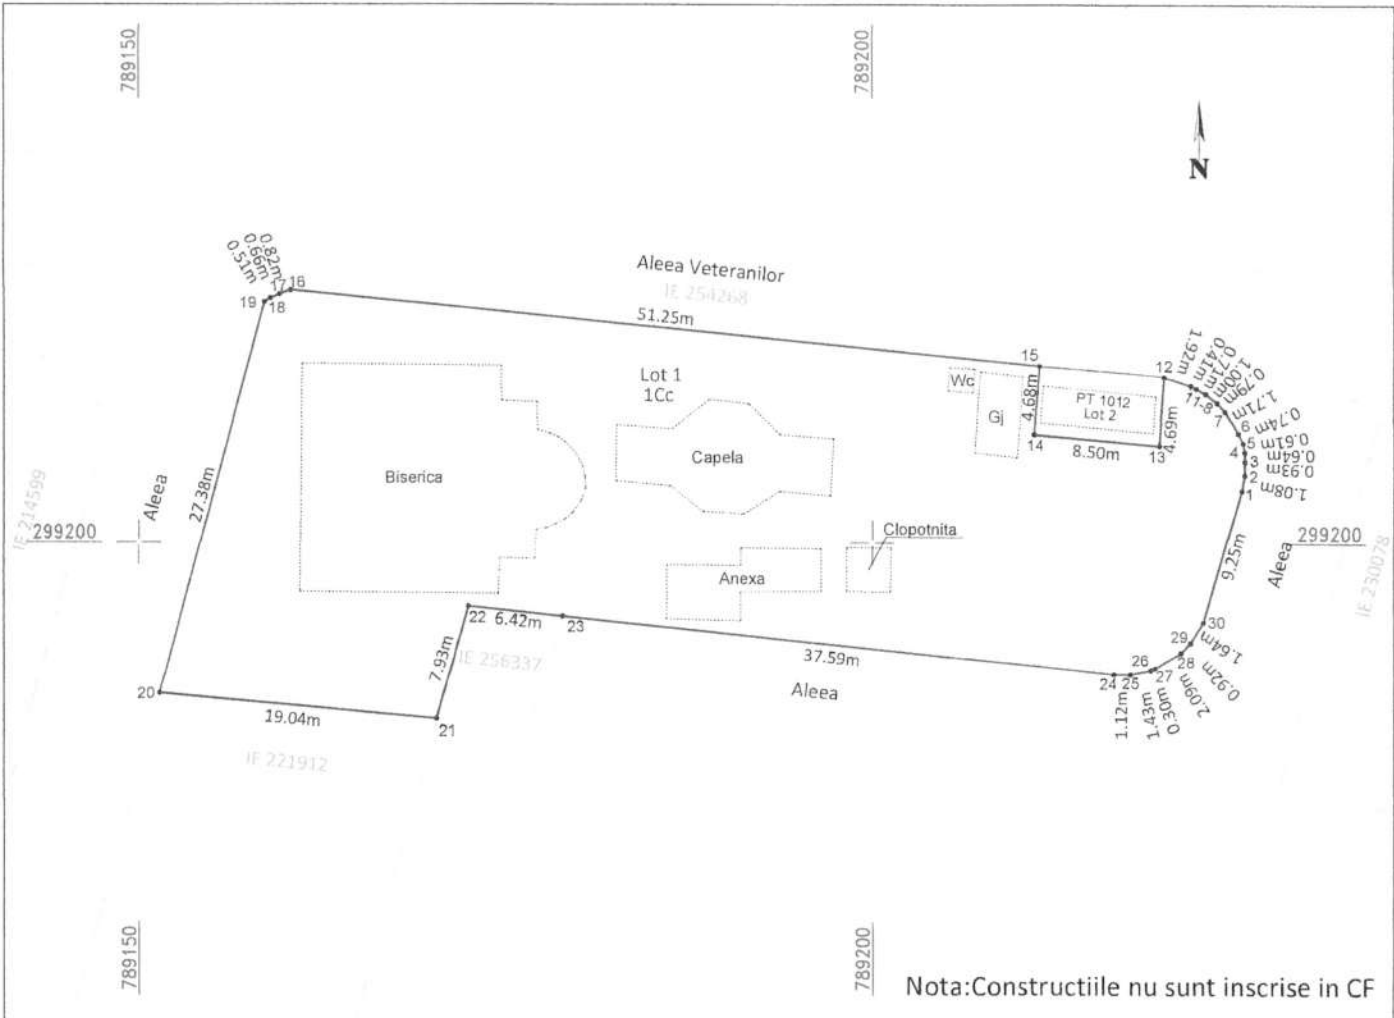 789150
789200
N
Aleea Veteranilor
IE 254268
51.25m
0.82m
0.66m
0.51m
19
18
17
16
15
12
1.92m
0.41m
0.71m
1.00m
0.79m
1.71m
0.74m
0.61m
0.64m
0.93m
1.08m
11-8
7
6
5
4
3
2
1
Lot 1
1Cc
Wc
Gj
4.68m
PT 1012
Lot 2
4.69m
14
8.50m
13
Biserica
Capela
27.38m
Aleea
IE 214599
299200
Clopotnita
299200
Anexa
9.25m
Aleea
IE 230078
22
6.42m
23
7.93m
IE 256337
37.59m
Aleea
30
29
28
27
26
25
24
1.64m
0.92m
2.09m
0.30m
1.43m
1.12m
20
19.04m
21
IE 221912
789150
789200
Nota:Constructiile nu sunt inscrise in CF